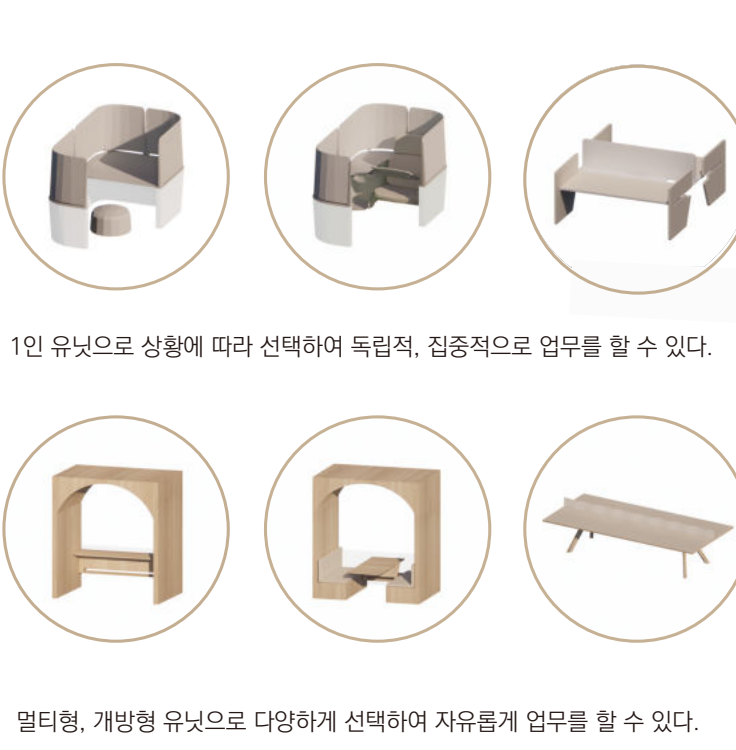 1인 유닛으로 상황에 따라 선택하여 독립적, 집중적으로 업무를 할 수 있다.
멀티형, 개방형 유닛으로 다양하게 선택하여 자유롭게 업무를 할 수 있다.